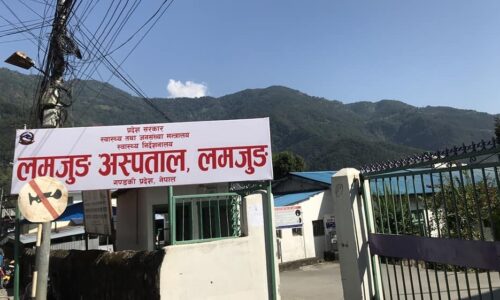 प्रदेश सरकार
स्वास्थ्य तथा जनसंख्या मन्त्रालय
स्वास्थ्य निर्देशनालय
लमजुङ अस्पताल, लमजुङ
गण्डकी प्रदेश, नेपाल